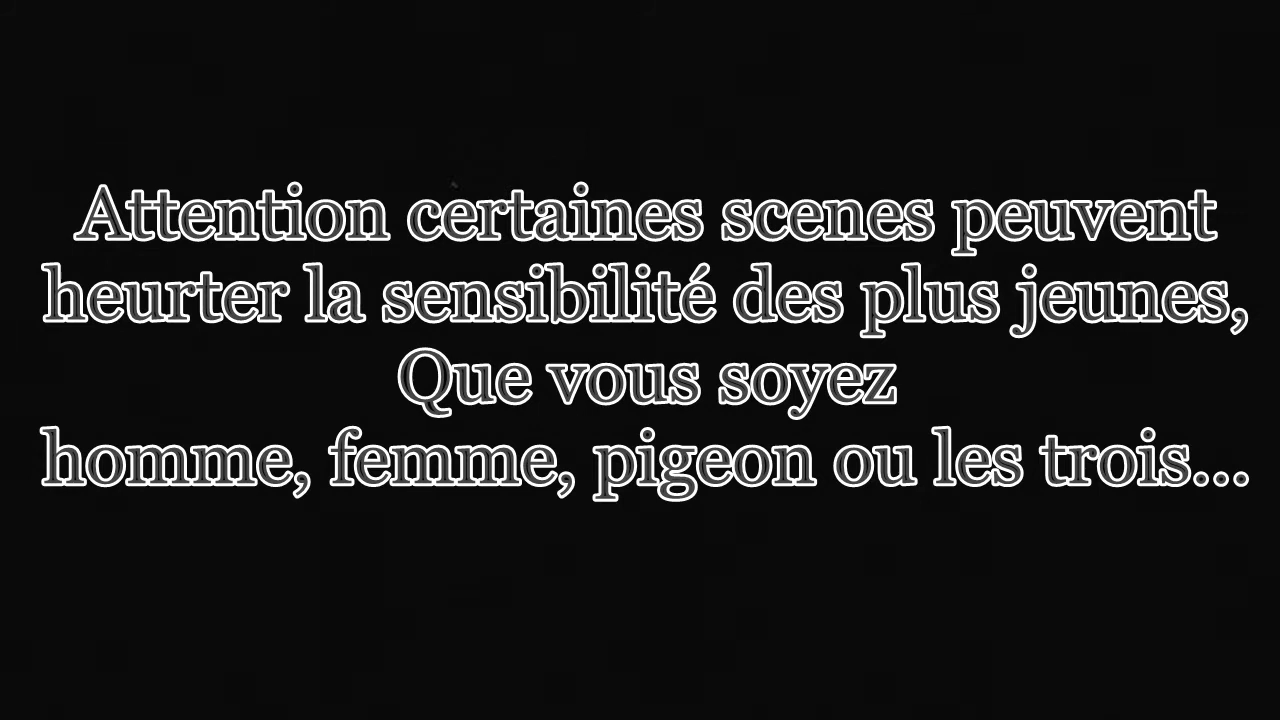 Attention certaines scenes peuvent
heurter la sensibilité des plus jeunes,
Que vous soyez
homme, femme, pigeon ou les trois...